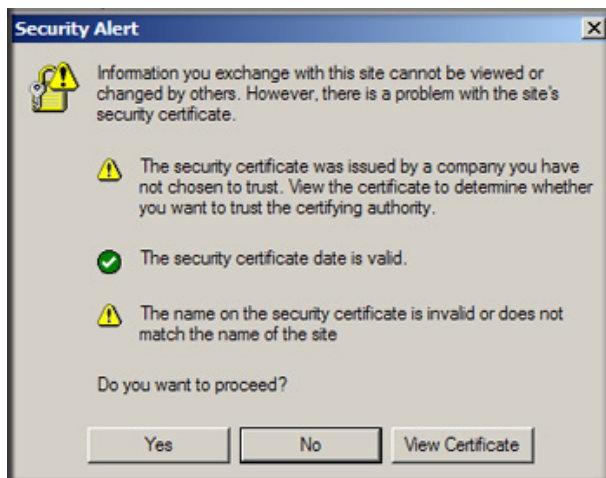 Security Alert
Information you exchange with this site cannot be viewed or
changed by others. However, there is a problem with the site's
security certificate.
The security certificate was issued by a company you have
not chosen to trust. View the certificate to determine whether
you want to trust the certifying authority.
The security certificate date is valid.
The name on the security certificate is invalid or does not
match the name of the site
Do you want to proceed?
Yes No View Certificate